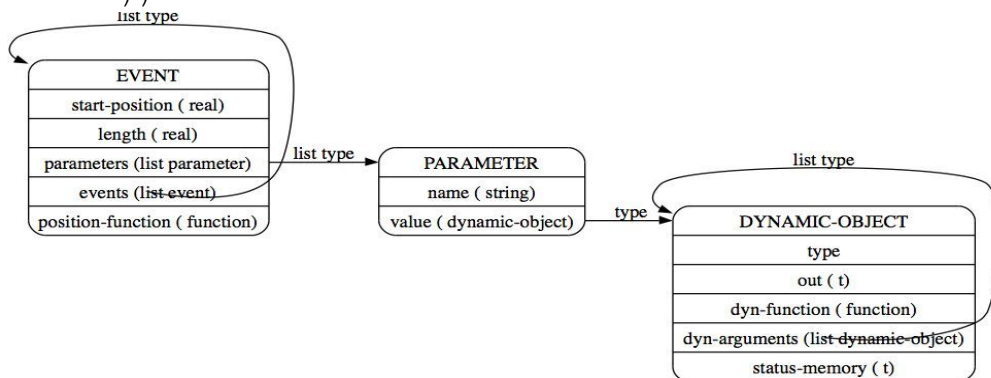 list type
EVENT
start-position ( real)
length ( real)
parameters (list parameter)
events (list event)
position-function ( function)
list type
PARAMETER
name ( string)
value ( dynamic-object)
type
list type
DYNAMIC-OBJECT
type
out ( t)
dyn-function ( function)
dyn-arguments (list dynamic-object)
status-memory ( t)